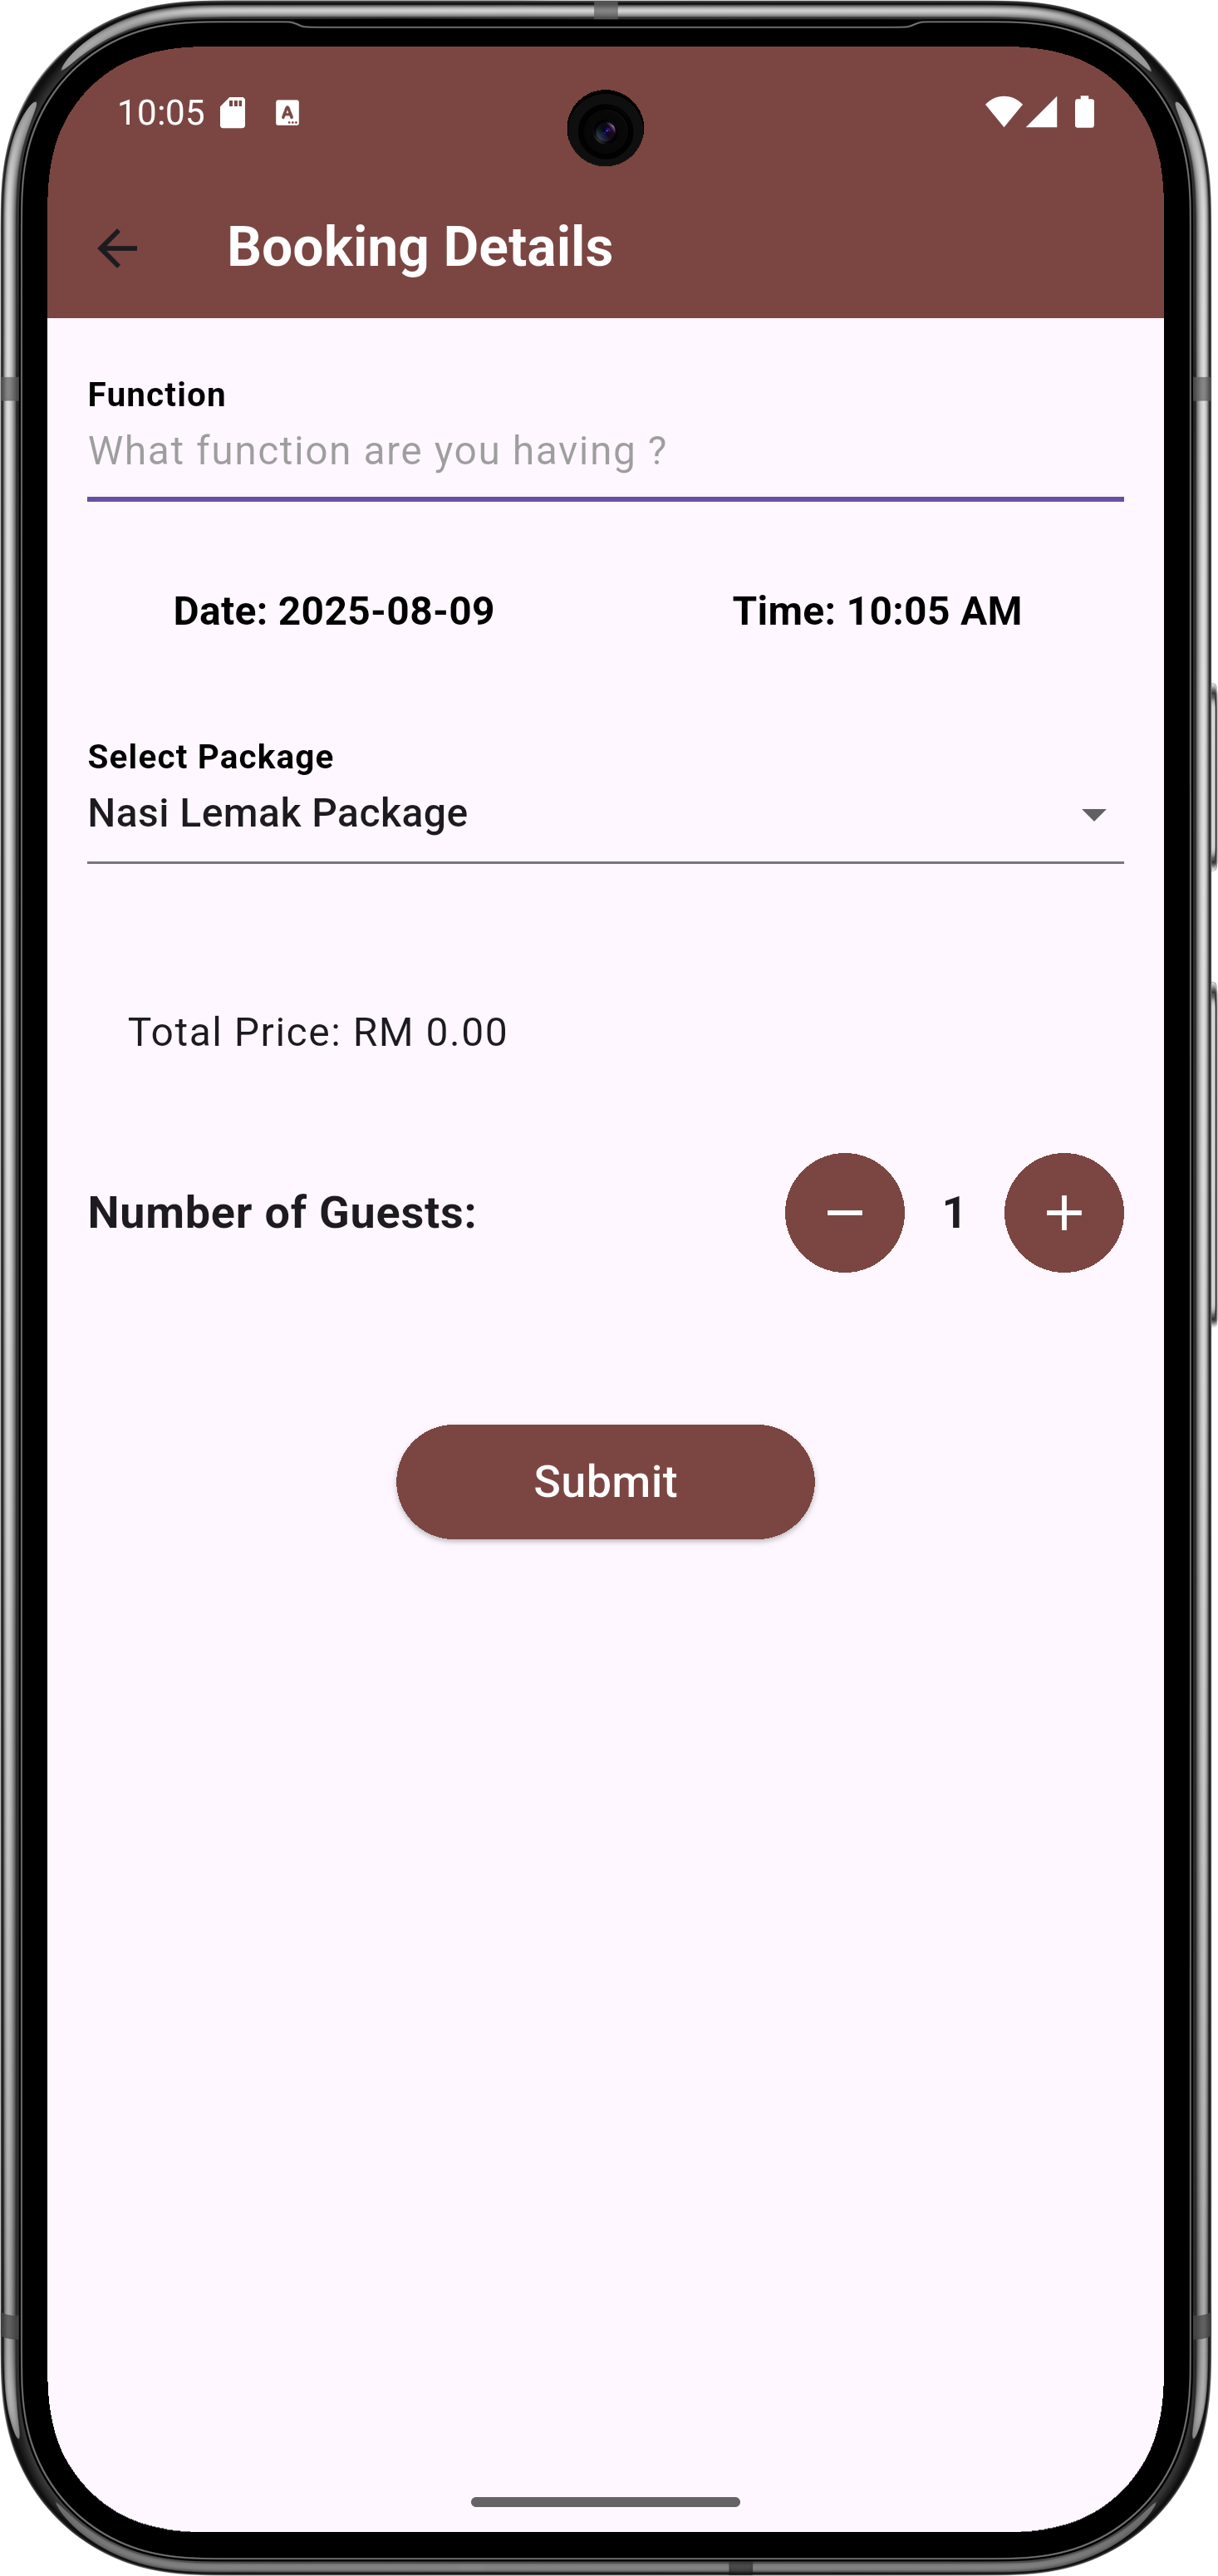 10:05
Booking Details
Function
What function are you having ?
Date: 2025-08-09 Time: 10:05 AM
Select Package
Nasi Lemak Package
Total Price: RM 0.00
Number of Guests: 1
Submit